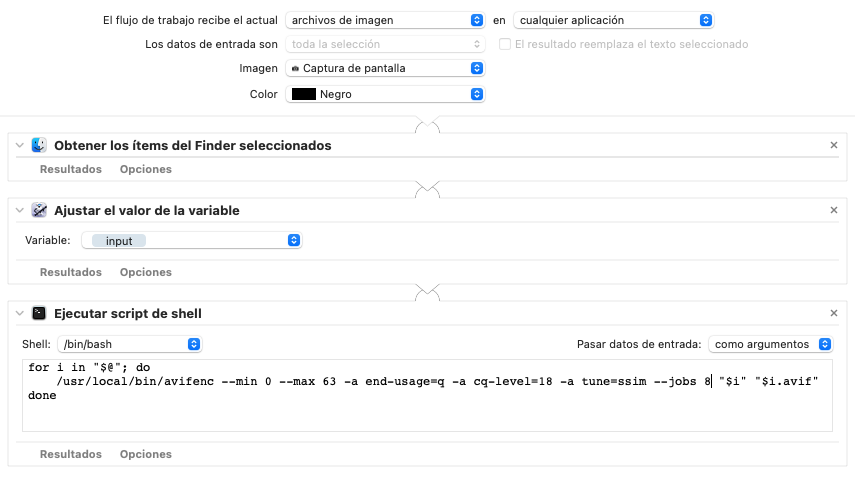 El flujo de trabajo recibe el actual archivos de imagen en cualquier aplicación
Los datos de entrada son toda la selección El resultado reemplaza el texto seleccionado
Imagen Captura de pantalla
Color Negro
Obtener los ítems del Finder seleccionados
Resultados Opciones
Ajustar el valor de la variable
Variable: input
Resultados Opciones
Ejecutar script de shell
Shell: /bin/bash Pasar datos de entrada: como argumentos
for i in "$@"; do
/usr/local/bin/avifenc --min 0 --max 63 -a end-usage=q -a cq-level=18 -a tune=ssim --jobs 8 "$i" "$i.avif"
done
Resultados Opciones